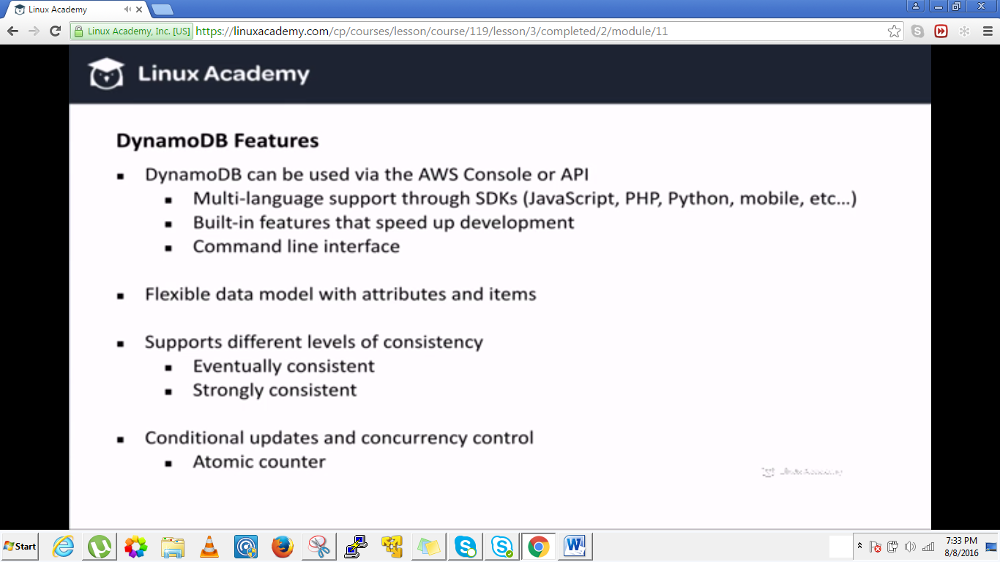 Linux Academy
Linux Academy, Inc. [US] https://linuxacademy.com/cp/courses/lesson/course/119/lesson/3/completed/2/module/11
Linux Academy
DynamoDB Features
DynamoDB can be used via the AWS Console or API
Multi-language support through SDKs (JavaScript, PHP, Python, mobile, etc...)
Built-in features that speed up development
Command line interface
Flexible data model with attributes and items
Supports different levels of consistency
Eventually consistent
Strongly consistent
Conditional updates and concurrency control
Atomic counter
Linux Academy
Start
7:33 PM
8/8/2016